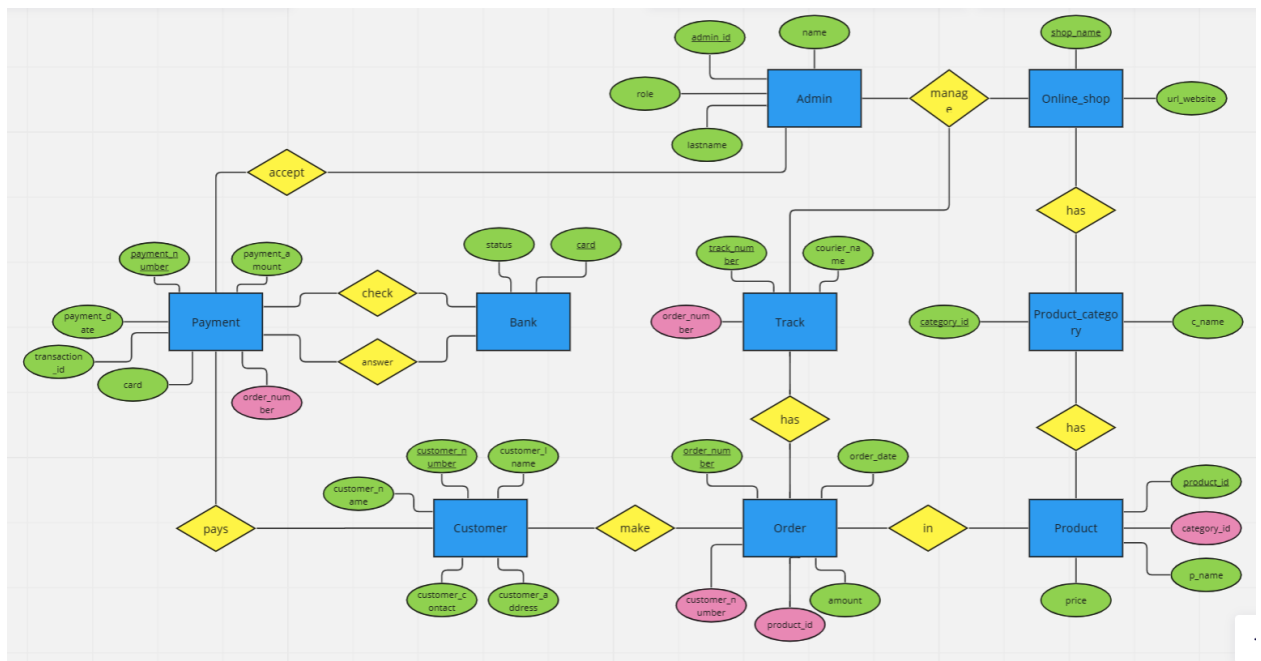 admin_id
name
shop_name
role
Admin
manag
e
Online_shop
url_website
lastname
accept
has
payment_n
umber
payment_a
mount
status
card
track_num
ber
courier_na
me
check
payment_d
ate
Payment
Bank
order_num
ber
Track
category_id
Product_catego
ry
c_name
transaction
_id
answer
card
order_num
ber
has
has
customer_n
umber
customer_l
name
order_num
ber
order_date
customer_n
ame
product_id
pays
Customer
make
Order
in
Product
category_id
p_name
customer_c
ontact
customer_a
ddress
customer_n
umber
amount
price
product_id